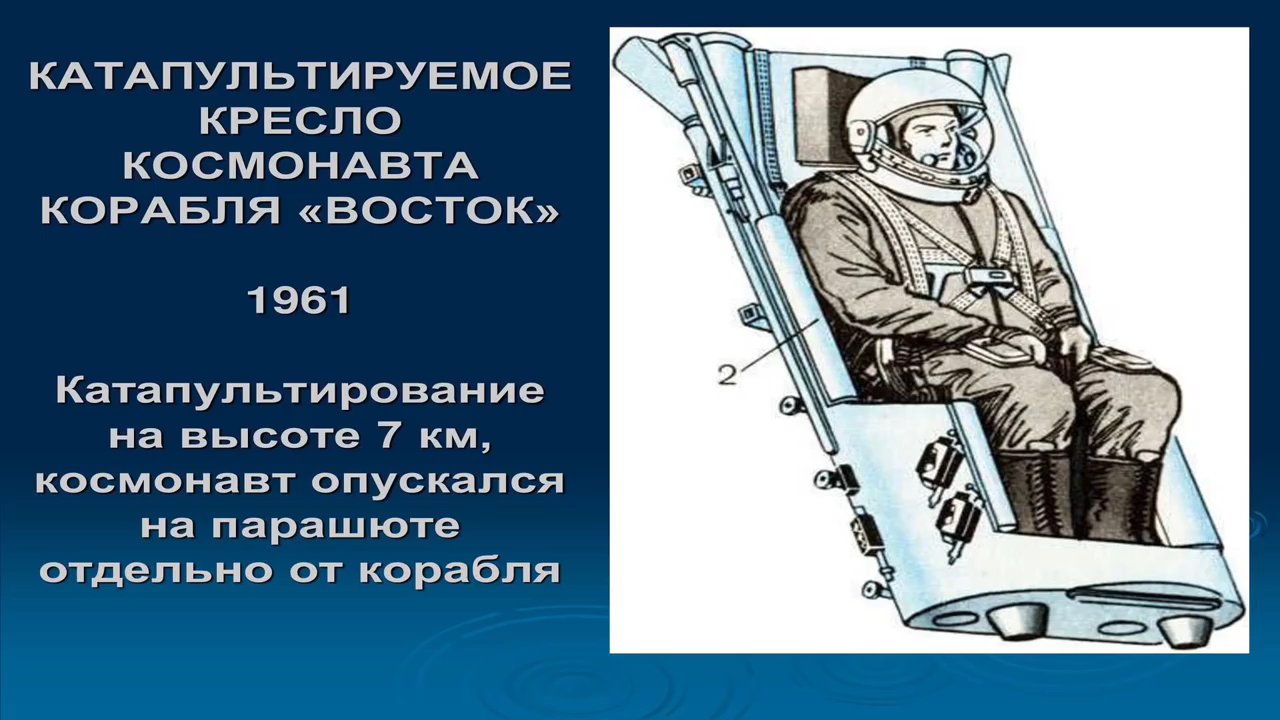 КАТАПУЛЬТИРУЕМОЕ
КРЕСЛО
КОСМОНАВТА
КОРАБЛЯ «ВОСТОК»
1961
Катапультирование
на высоте 7 км,
космонавт опускался
на парашюте
отдельно от корабля
2